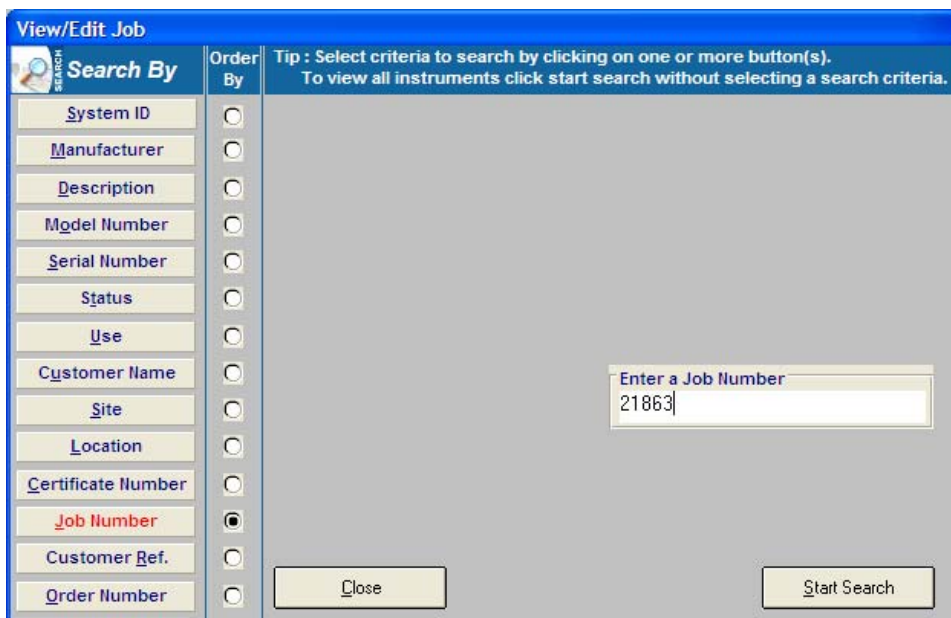 View/Edit Job
SEARCH
Search By
Order
By
Tip : Select criteria to search by clicking on one or more button(s).
To view all instruments click start search without selecting a search criteria.
System ID
Manufacturer
Description
Model Number
Serial Number
Status
Use
Customer Name
Site
Location
Certificate Number
Job Number
Customer Ref.
Order Number
Enter a Job Number
21863
Close
Start Search